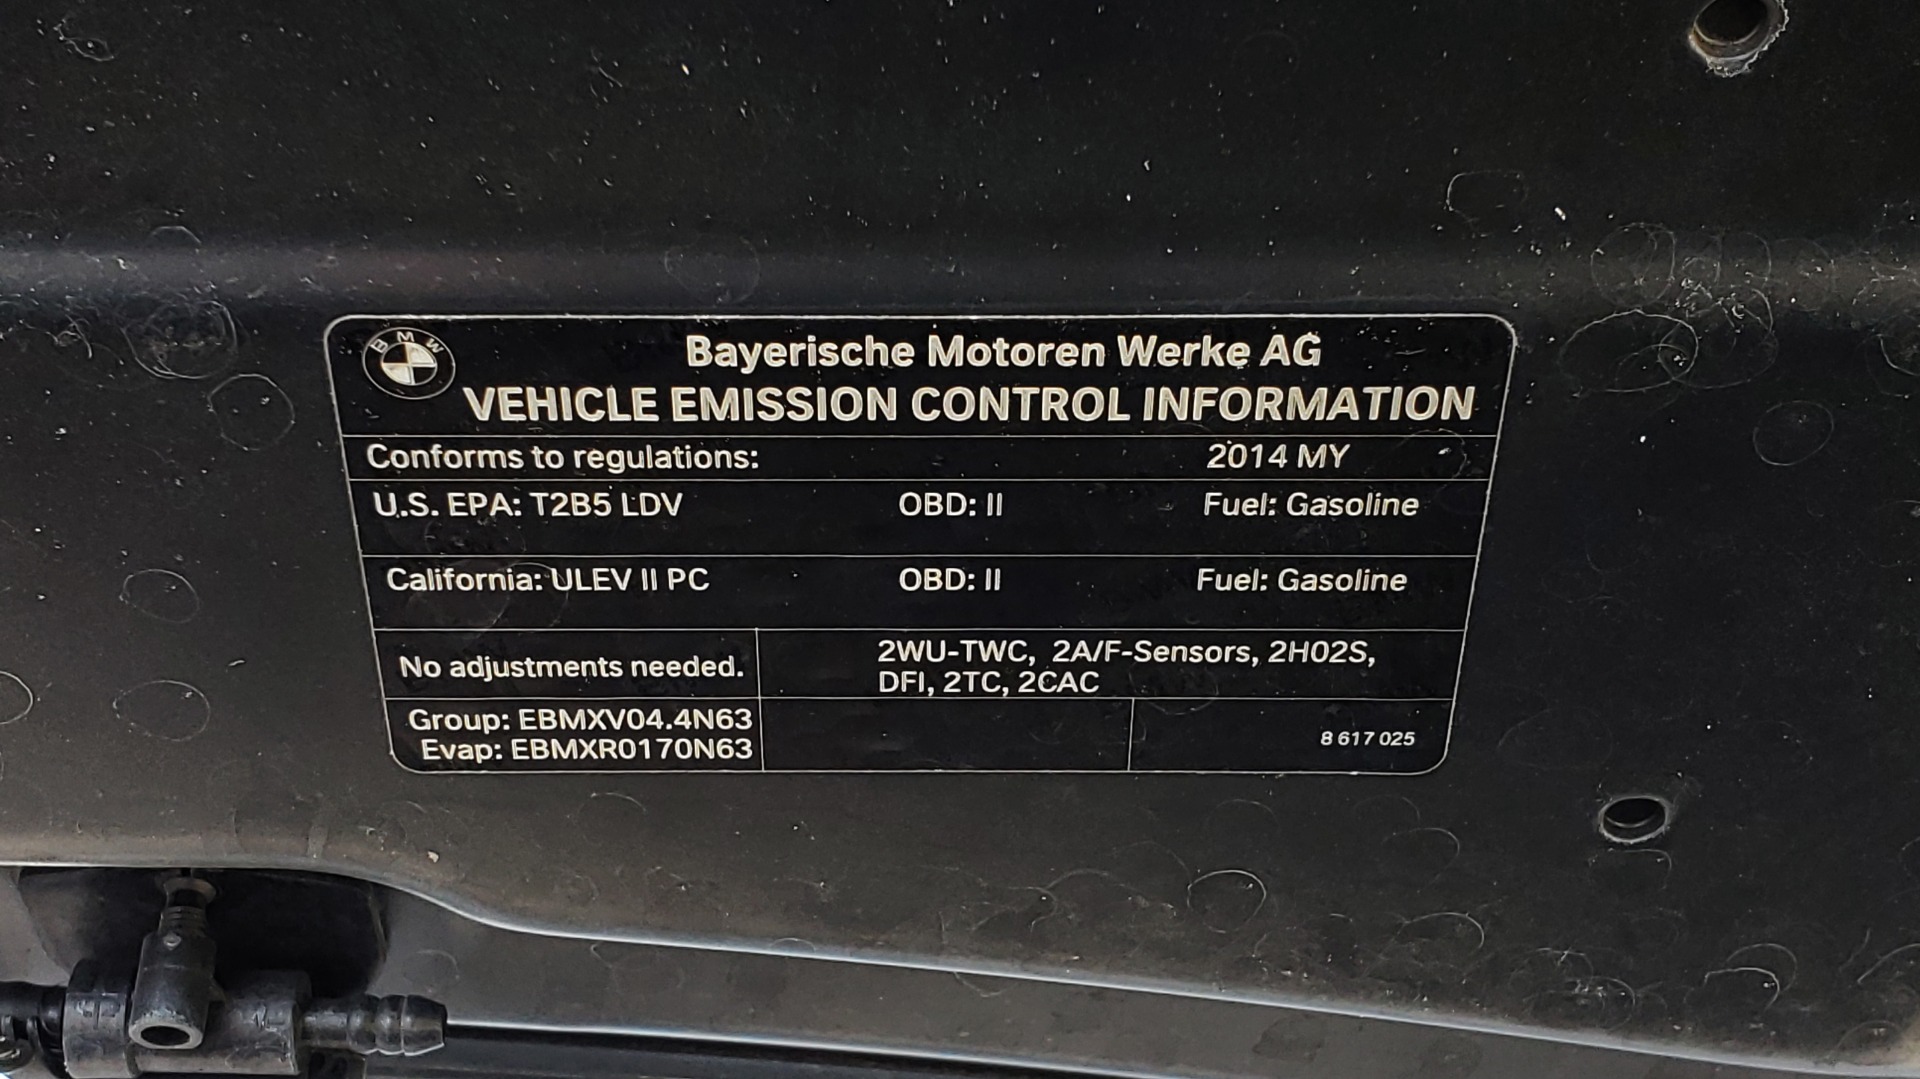 BMW
Bayerische Motoren Werke AG
VEHICLE EMISSION CONTROL INFORMATION
Conforms to regulations: 2014 MY
U.S. EPA: T2B5 LDV OBD: II Fuel: Gasoline
California: ULEV II PC OBD: II Fuel: Gasoline
No adjustments needed.
2WU-TWC, 2A/F-Sensors, 2H02S,
DFI, 2TC, 2CAC
Group: EBMXV04.4N63
Evap: EBMXR0170N63
8 617 025